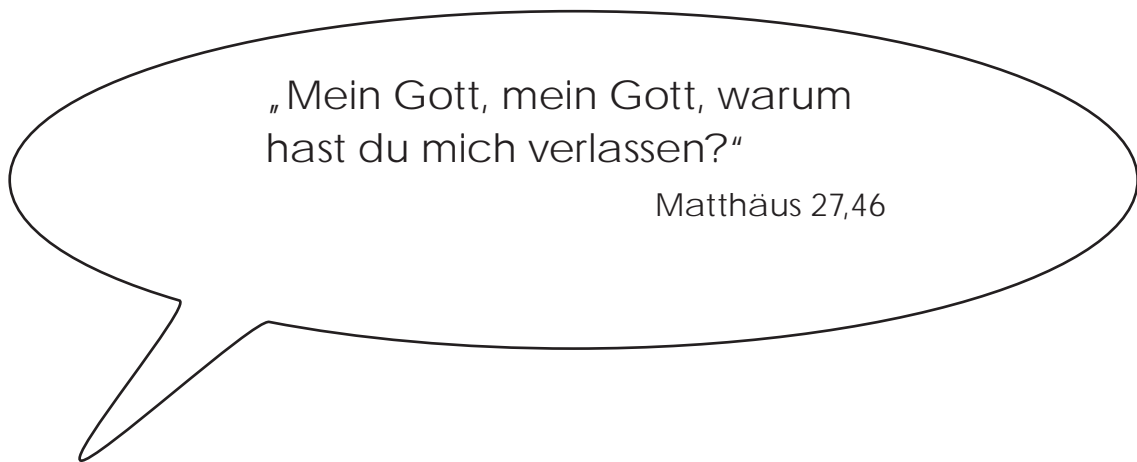 „Mein Gott, mein Gott, warum
hast du mich verlassen?“
Matthäus 27,46